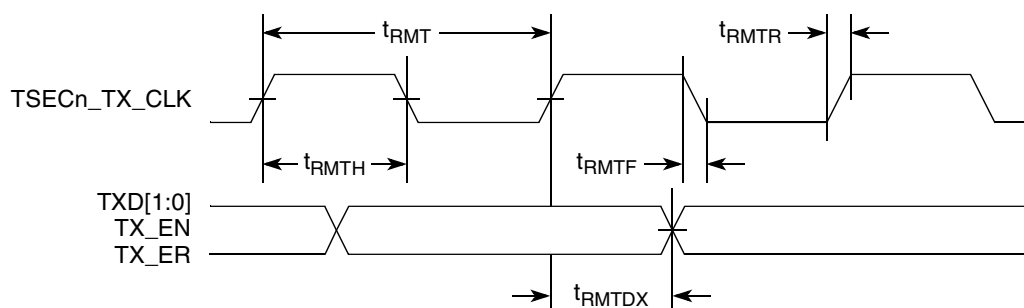 tRMT
tRMTR
TSECn_TX_CLK
tRMTH
tRMTF
TXD[1:0]
TX_EN
TX_ER
tRMTDX